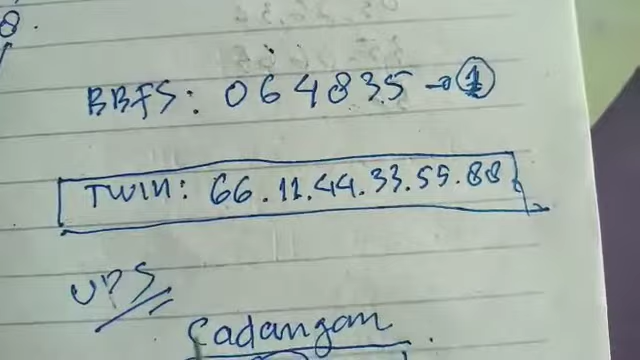 BBFS: 064835 → 1
TWIN: 66.11.44.33.55.88
UPS
Cadangan